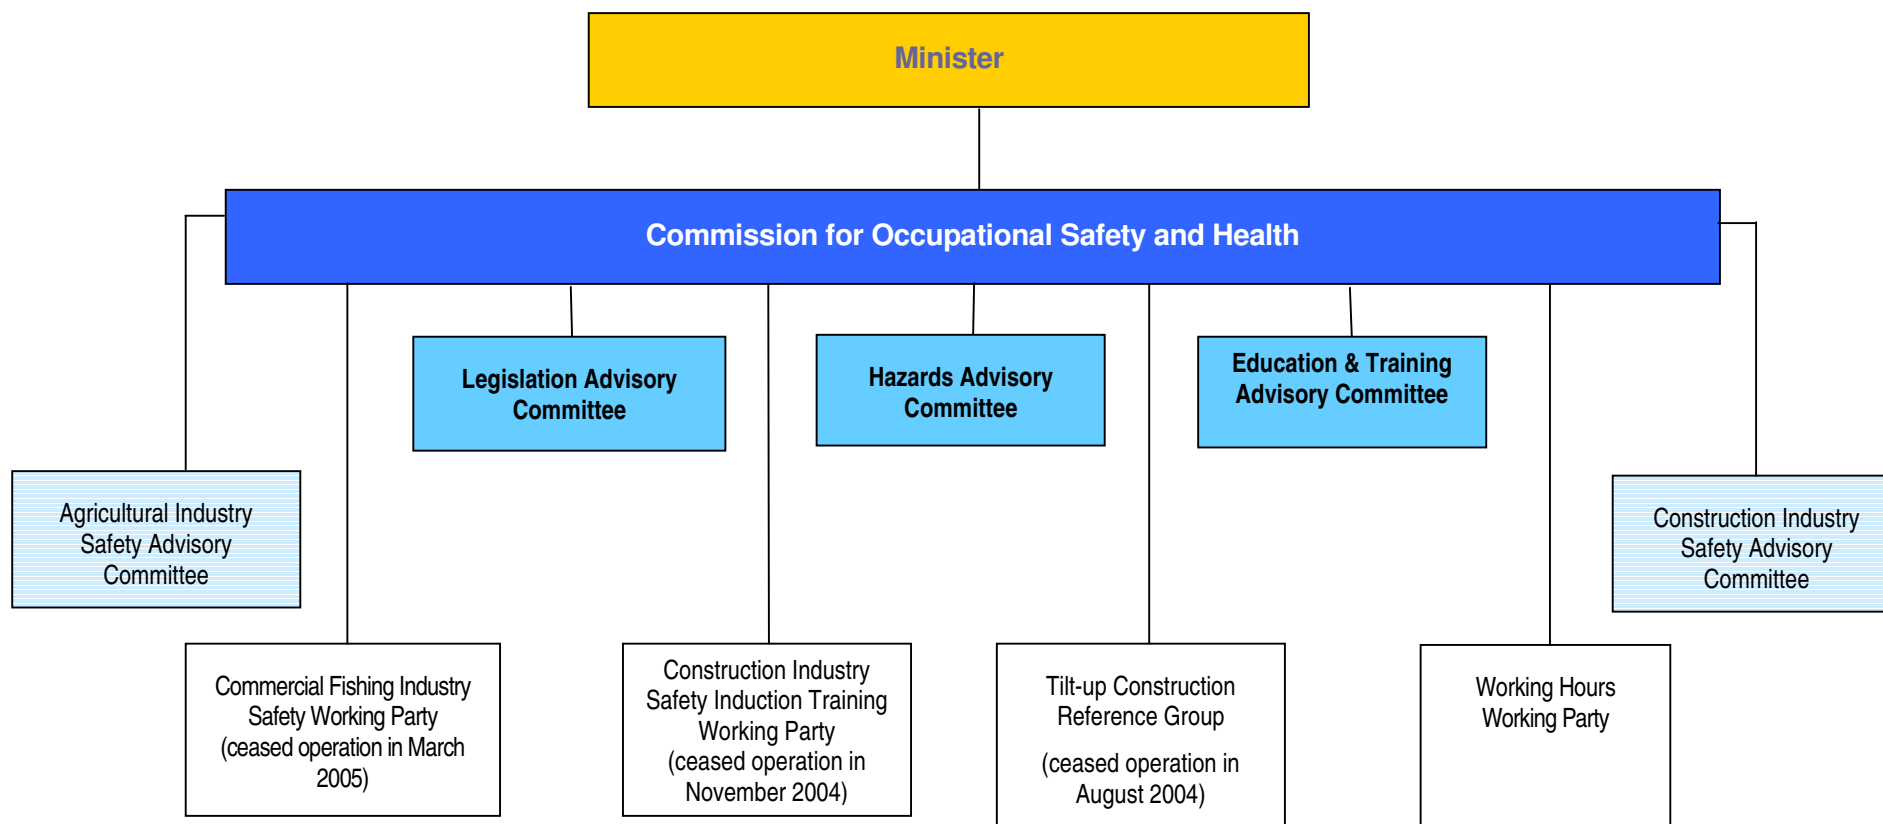 Minister
Commission for Occupational Safety and Health
Legislation Advisory
Committee
Hazards Advisory
Committee
Education & Training
Advisory Committee
Agricultural Industry
Safety Advisory
Committee
Construction Industry
Safety Advisory
Committee
Commercial Fishing Industry
Safety Working Party
(ceased operation in March
2005)
Construction Industry
Safety Induction Training
Working Party
(ceased operation in
November 2004)
Tilt-up Construction
Reference Group
(ceased operation in
August 2004)
Working Hours
Working Party